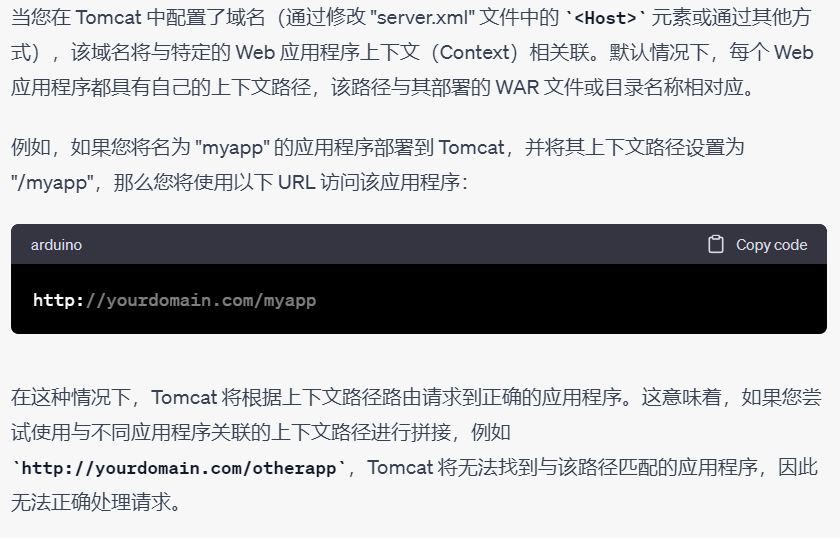 当您在 Tomcat 中配置了域名（通过修改 "server.xml" 文件中的 `<Host>` 元素或通过其他方
式），该域名将与特定的 Web 应用程序上下文（Context）相关联。默认情况下，每个 Web
应用程序都具有自己的上下文路径，该路径与其部署的 WAR 文件或目录名称相对应。
例如，如果您将名为 "myapp" 的应用程序部署到 Tomcat，并将其上下文路径设置为
"/myapp"，那么您将使用以下 URL 访问该应用程序：
arduino Copy code
http://yourdomain.com/myapp
在这种情况下，Tomcat 将根据上下文路径路由请求到正确的应用程序。这意味着，如果您尝
试使用与不同应用程序关联的上下文路径进行拼接，例如
`http://yourdomain.com/otherapp`，Tomcat 将无法找到与该路径匹配的应用程序，因此
无法正确处理请求。